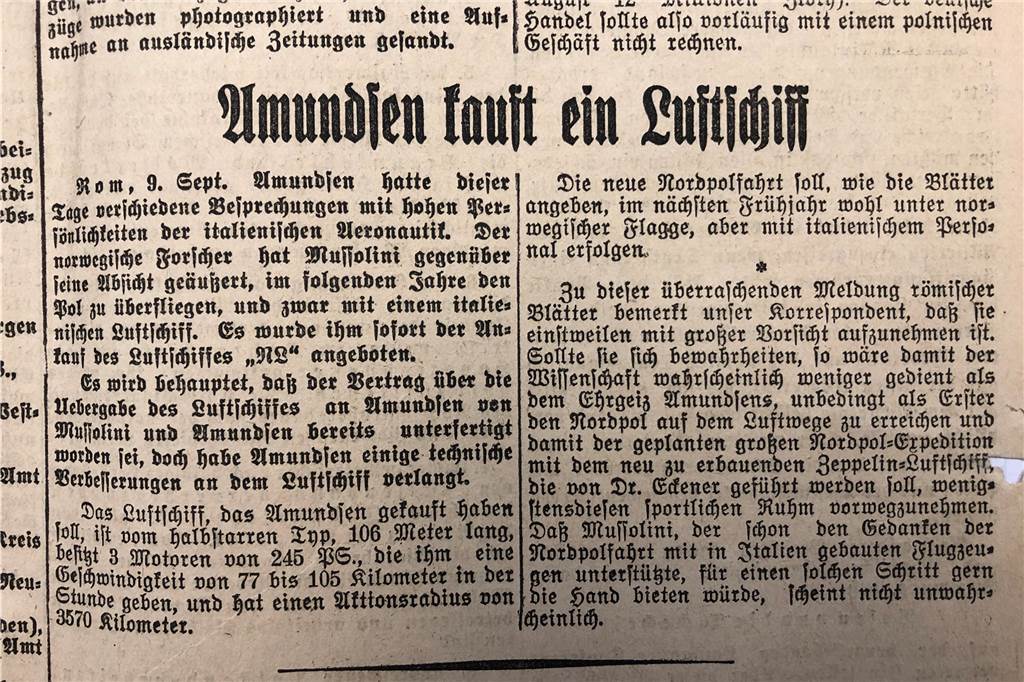 züge wurden photographiert und eine Auf=
nahme an ausländische Zeitungen gesandt.
Handel sollte also vorläufig mit einem polnischen
Geschäft nicht rechnen.
Amundsen kauft ein Luftschiff
Rom, 9. Sept. Amundsen hatte dieser
Tage verschiedene Besprechungen mit hohen Per=
sönlichkeiten der italienischen Aeronautik. Der
norwegische Forscher hat Mussolini gegenüber
seine Absicht geäußert, im folgenden Jahre den
Pol zu überfliegen, und zwar mit einem italie=
nischen Luftschiff. Es wurde ihm sofort der An=
kauf des Luftschiffes „NL“ angeboten.
Es wird behauptet, daß der Vertrag über die
Uebergabe des Luftschiffes an Amundsen von
Mussolini und Amundsen bereits unterfertigt
worden sei, doch habe Amundsen einige technische
Verbesserungen an dem Luftschiff verlangt.
Das Luftschiff, das Amundsen gekauft haben
soll, ist vom halbstarren Typ, 106 Meter lang,
besitzt 3 Motoren von 245 PS., die ihm eine
Geschwindigkeit von 77 bis 105 Kilometer in der
Stunde geben, und hat einen Aktionsradius von
3570 Kilometer.
Die neue Nordpolfahrt soll, wie die Blätter
angeben, im nächsten Frühjahr wohl unter nor=
wegischer Flagge, aber mit italienischem Perso=
nal erfolgen.
*
Zu dieser überraschenden Meldung römischer
Blätter bemerkt unser Korrespondent, daß sie
einstweilen mit großer Vorsicht aufzunehmen ist.
Sollte sie sich bewahrheiten, so wäre damit der
Wissenschaft wahrscheinlich weniger gedient als
dem Ehrgeiz Amundsens, unbedingt als Erster
den Nordpol auf dem Luftwege zu erreichen und
damit der geplanten großen Nordpol=Expedition
mit dem neu zu erbauenden Zeppelin=Luftschiff,
die von Dr. Eckener geführt werden soll, wenig=
stensdiesen sportlichen Ruhm vorwegzunehmen.
Daß Mussolini, der schon den Gedanken der
Nordpolfahrt mit in Italien gebauten Flugzeu=
gen unterstützte, für einen solchen Schritt gern
die Hand bieten würde, scheint nicht unwahr=
scheinlich.